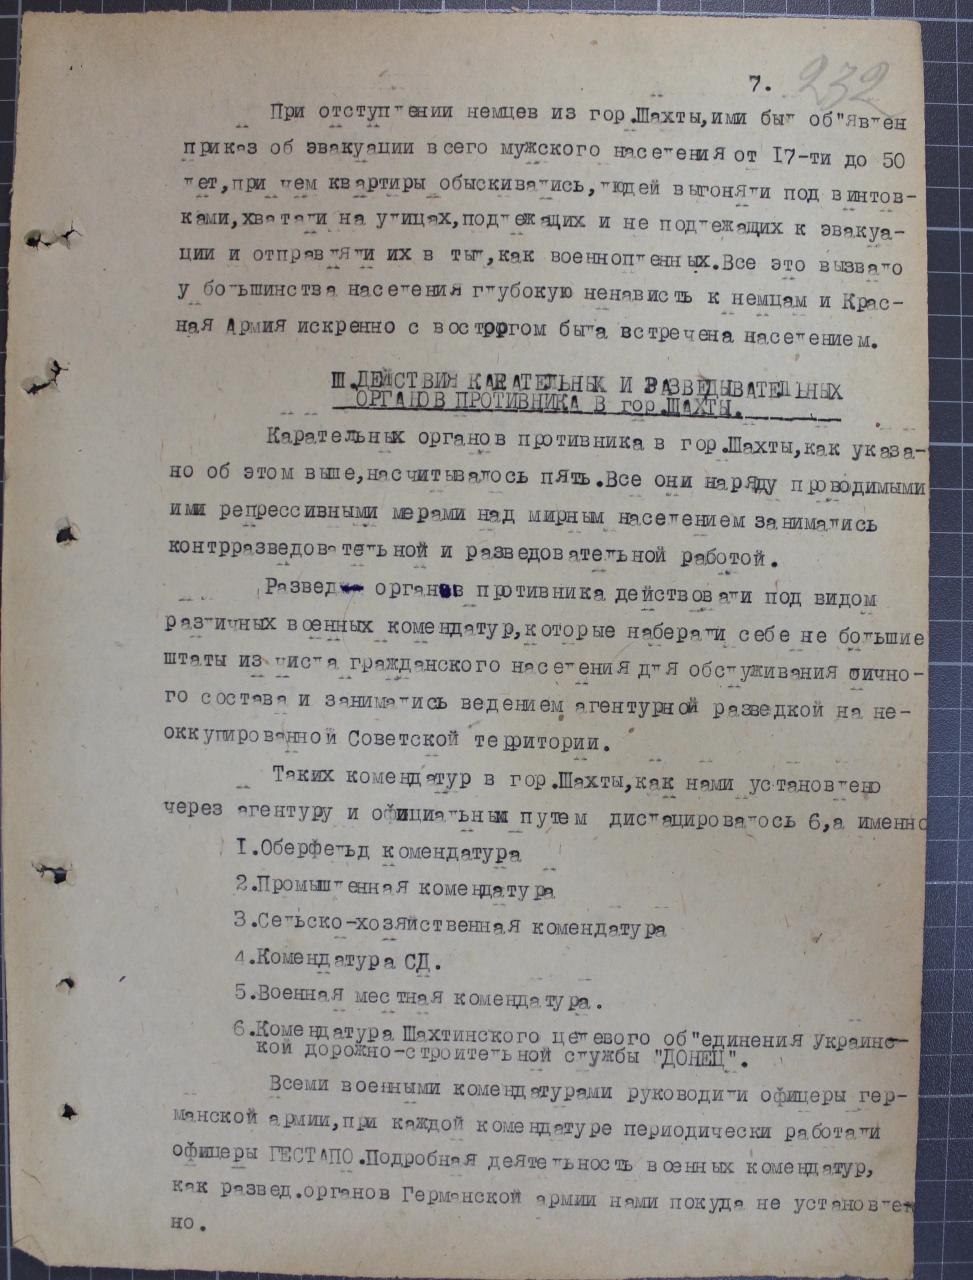 7.
232
При отступлении немцев из гор.Шахты,ими был об"явлен
приказ об эвакуации всего мужского населения от 17-ти до 50
лет,при чем квартиры обыскивались,людей выгоняли под винтов-
ками,хватали на улицах,подлежащих и не подлежащих к эвакуа-
ции и отправляли их в тыл,как военнопленных.Все это вызвало
у большинства населения глубокую ненависть к немцам и Крас-
ная Армия искренно с восторгом была встречена населением.
Ш.ДЕЙСТВИЯ КАРАТЕЛЬНЫХ И РАЗВЕДЫВАТЕЛЬНЫХ
ОРГАНОВ ПРОТИВНИКА В гор.ШАХТЫ.
Карательных органов противника в гор.Шахты,как указа-
но об этом выше,насчитывалось пять.Все они наряду проводимыми
ими репрессивными мерами над мирным населением занимались
контрразведовательной и разведовательной работой.
Развед органов противника действовали под видом
различных военных комендатур,которые наберали себе не большие
штаты из числа гражданского населения для обслуживания лично-
го состава и занимались ведением агентурной разведкой на не-
оккупированной Советской территории.
Таких комендатур в гор.Шахты,как нами установлено
через агентуру и официальным путем дислацировалось 6,а именно
1.Оберфельд комендатура
2.Промышленная комендатура
3.Сельско-хозяйственная комендатура
4.Комендатура СД.
5.Военная местная комендатура.
6.Комендатура Шахтинского целевого об"единения Украинс-
кой дорожно-строительной службы "ДОНЕЦ".
Всеми военными комендатурами руководили офицеры гер-
манской армии,при каждой комендатуре периодически работали
офицеры ГЕСТАПО.Подробная деятельность военных комендатур,
как развед.органов Германской армии нами покуда не установлен
но.